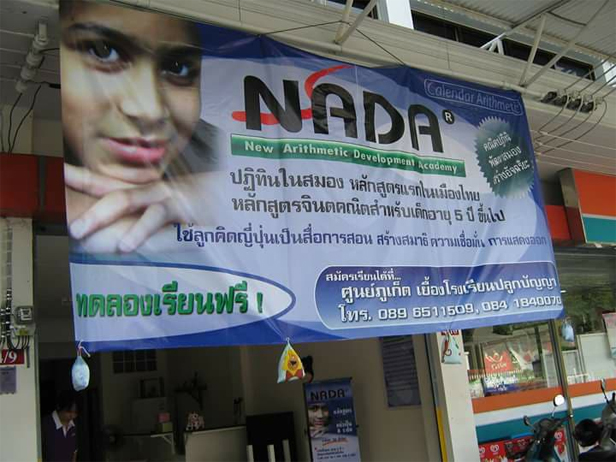 Calendar Arithmetic
NADA®
New Arithmetic Development Academy
ปฏิทินในสมอง หลักสูตรแรกในเมืองไทย
หลักสูตรจินตคณิตสำหรับเด็กอายุ 5 ปี ขึ้นไป
ใช้ลูกคิดญี่ปุ่นเป็นสื่อการสอน สร้างสมาธิ ความเชื่อมั่น การแสดงออก
ทดลองเรียนฟรี !
สมัครเรียนได้ที่...
ศูนย์ภูเก็ต เยื้องโรงเรียนปลูกปัญญา
โทร. 089 6511509, 084 1840070
/9
NADA